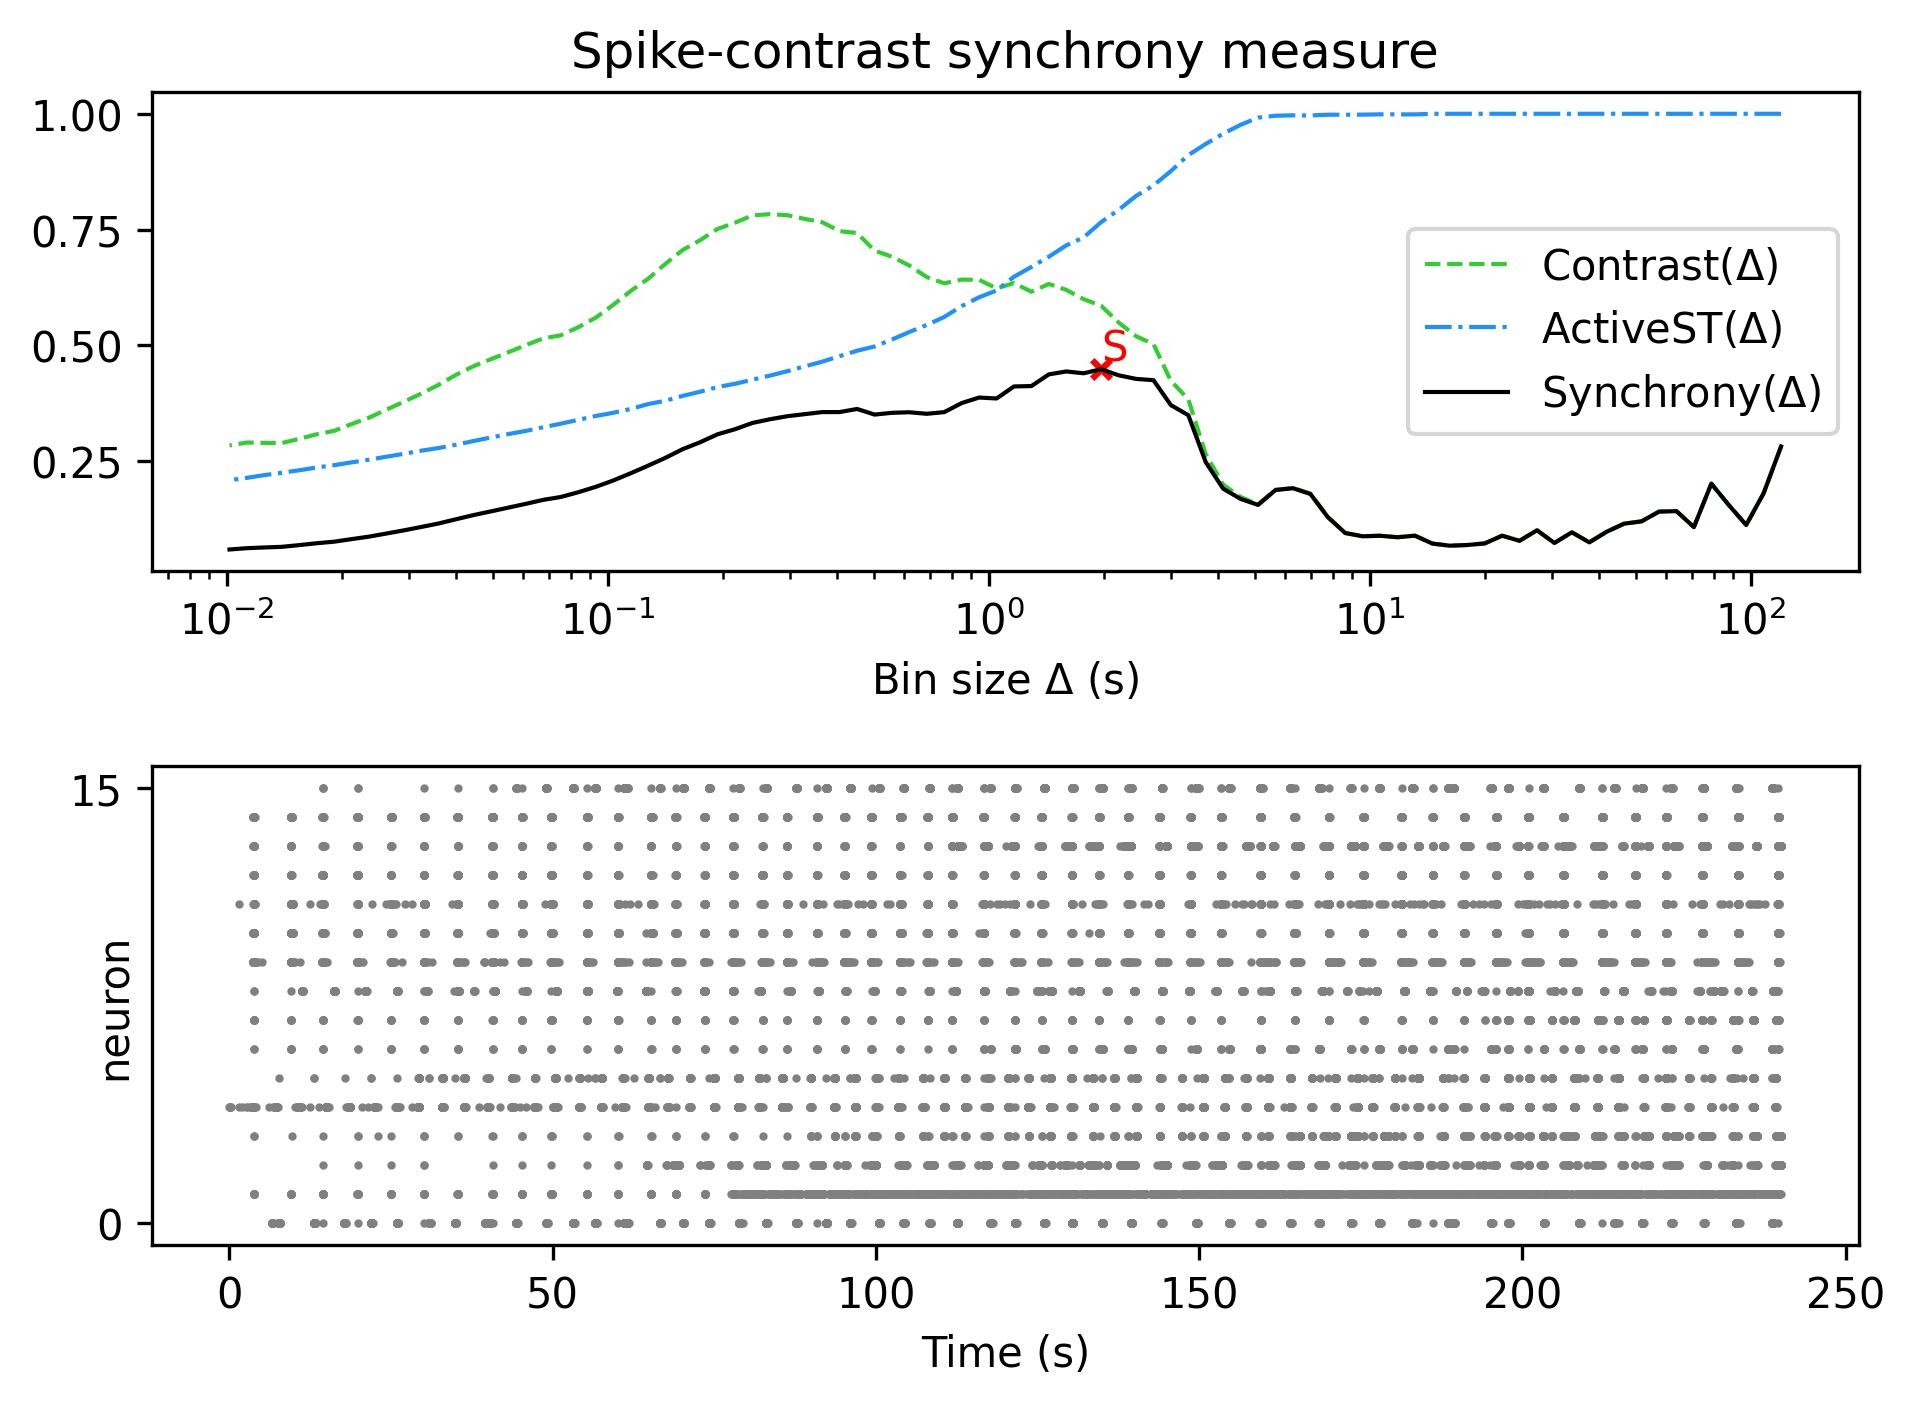 Spike-contrast synchrony measure
1.00
0.75
0.50
0.25
S
Contrast(Δ)
ActiveST(Δ)
Synchrony(Δ)
10⁻² 10⁻¹ 10⁰ 10¹ 10²
Bin size Δ (s)
15
neuron
0
0 50 100 150 200 250
Time (s)